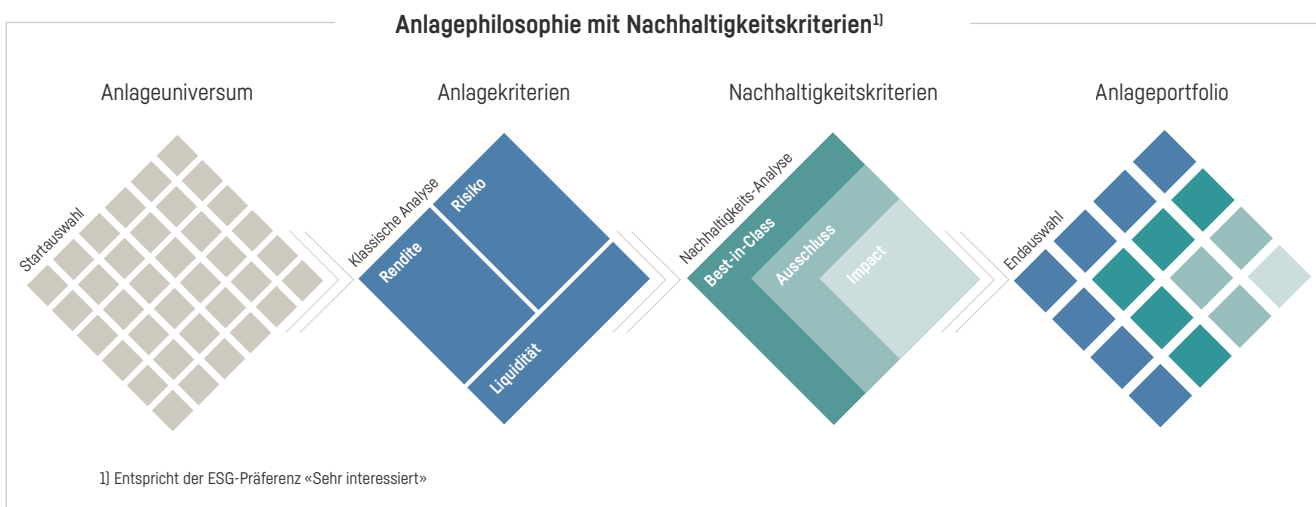 Anlagephilosophie mit Nachhaltigkeitskriterien1)
Anlageuniversum
Anlagekriterien
Nachhaltigkeitskriterien
Anlageportfolio
Startauswahl
Klassische Analyse
Rendite
Risiko
Liquidität
Nachhaltigkeits-Analyse
Best-in-Class
Ausschluss
Impact
Endauswahl
1) Entspricht der ESG-Präferenz «Sehr interessiert»